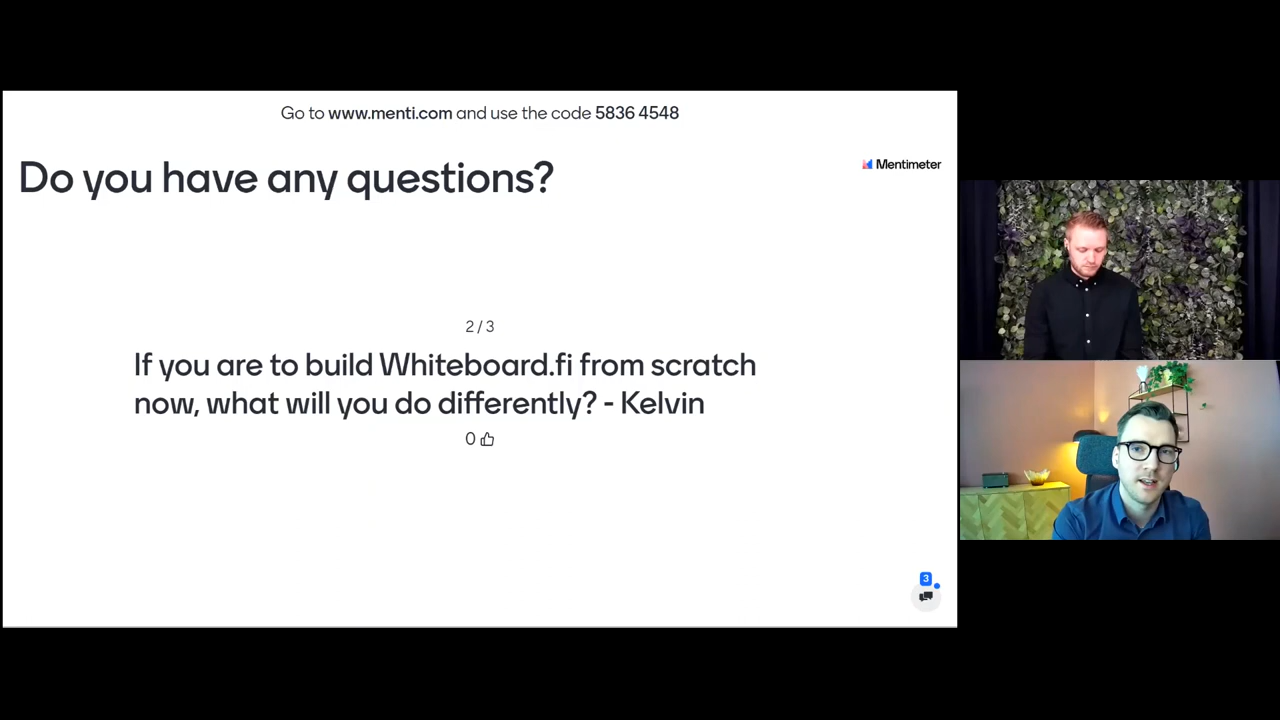 Go to www.menti.com and use the code 5836 4548
Do you have any questions?
Mentimeter
2 / 3
If you are to build Whiteboard.fi from scratch
now, what will you do differently? - Kelvin
0
3